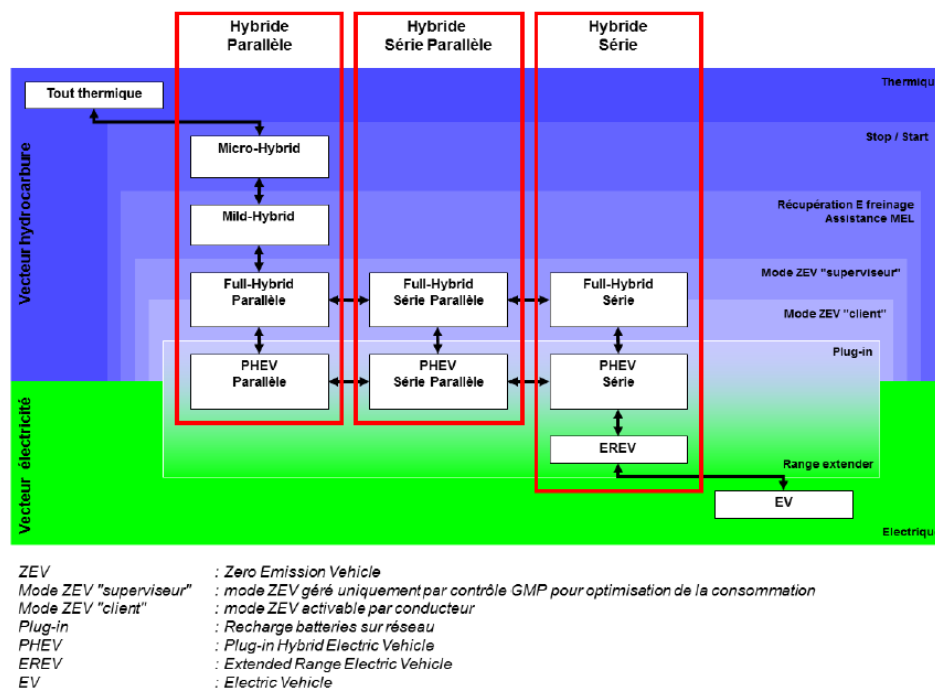 Hybride
Parallèle
Hybride
Série Parallèle
Hybride
Série
Thermique
Tout thermique
Stop / Start
Micro-Hybrid
Vecteur hydrocarbure
Récupération E freinage
Assistance MEL
Mild-Hybrid
Mode ZEV "superviseur"
Full-Hybrid
Parallèle
Full-Hybrid
Série Parallèle
Full-Hybrid
Série
Mode ZEV "client"
Plug-in
PHEV
Parallèle
PHEV
Série Parallèle
PHEV
Série
Vecteur électricité
EREV
Range extender
EV
Electrique
ZEV : Zero Emission Vehicle
Mode ZEV "superviseur" : mode ZEV géré uniquement par contrôle GMP pour optimisation de la consommation
Mode ZEV "client" : mode ZEV activable par conducteur
Plug-in : Recharge batteries sur réseau
PHEV : Plug-in Hybrid Electric Vehicle
EREV : Extended Range Electric Vehicle
EV : Electric Vehicle